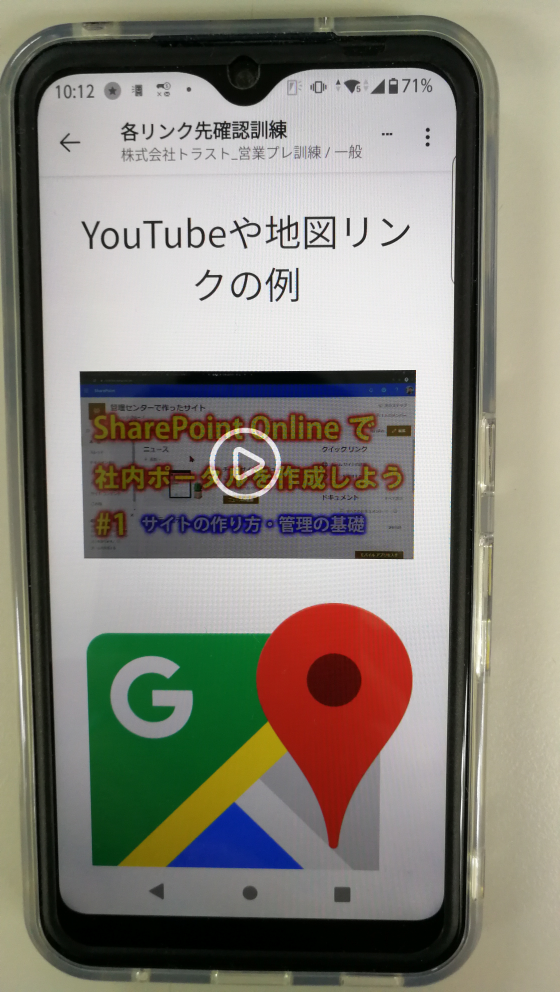 10:12
71%
各リンク先確認訓練
株式会社トラスト_営業プレ訓練 / 一般
YouTubeや地図リン
クの例
管理センターで作ったサイト
SharePoint Online で
ニュース
クイックリンク
社内ポータルを作成しよう
ドキュメント
#1 サイトの作り方・管理の基礎
G